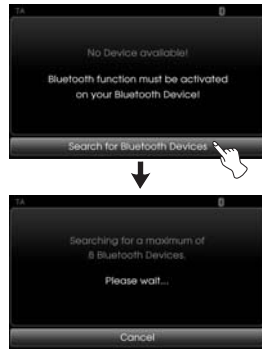 TA
No Device available!
Bluetooth function must be activated
on your Bluetooth Device!
Search for Bluetooth Devices
TA
Searching for a maximum of
8 Bluetooth Devices.
Please wait...
Cancel